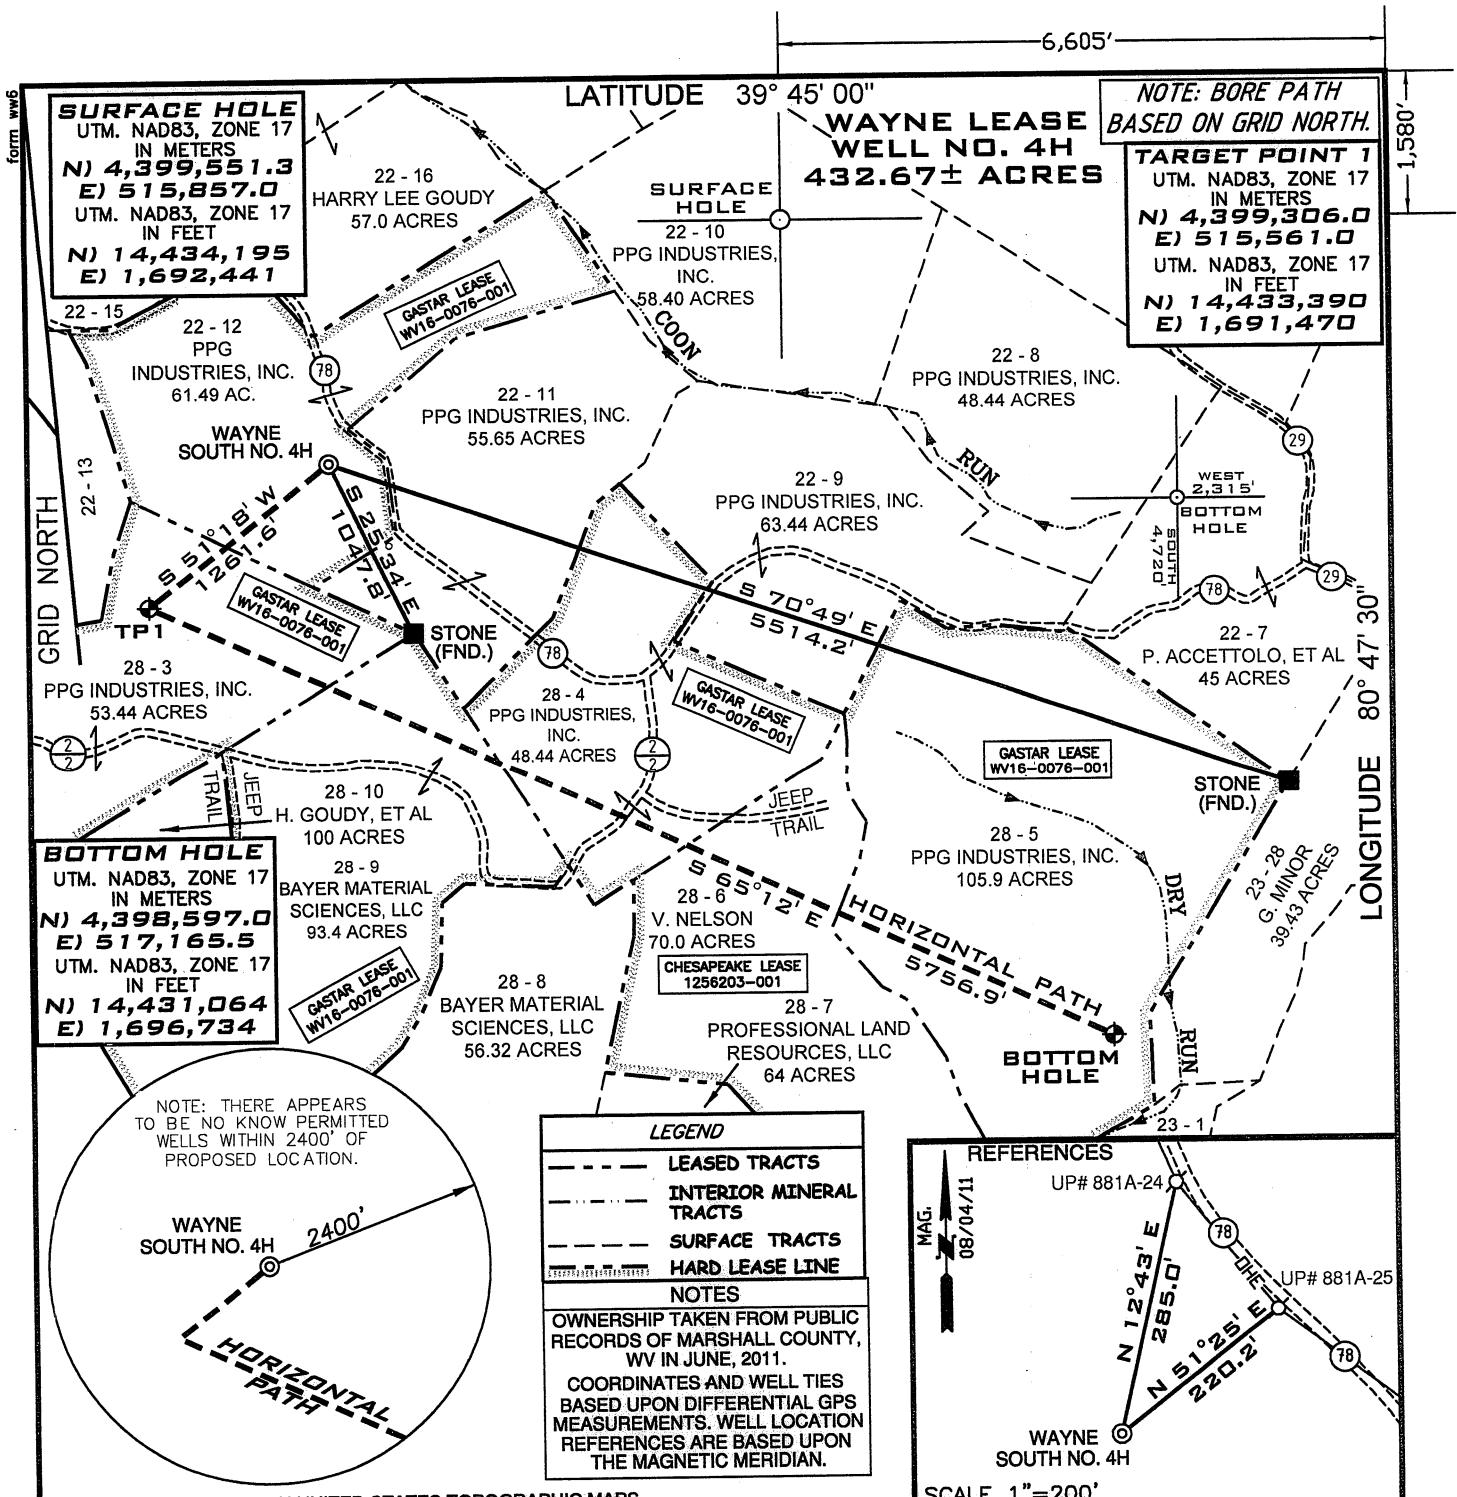 6,605'
form ww6
LATITUDE 39° 45' 00"
NOTE: BORE PATH
BASED ON GRID NORTH.
1,580'
SURFACE HOLE
UTM. NAD83, ZONE 17
IN METERS
N) 4,399,551.3
E) 515,857.0
UTM. NAD83, ZONE 17
IN FEET
N) 14,434,195
E) 1,692,441
WAYNE LEASE
WELL NO. 4H
432.67± ACRES
TARGET POINT 1
UTM. NAD83, ZONE 17
IN METERS
N) 4,399,306.0
E) 515,561.0
UTM. NAD83, ZONE 17
IN FEET
N) 14,433,390
E) 1,691,470
22 - 16
HARRY LEE GOUDY
57.0 ACRES
SURFACE
HOLE
22 - 10
PPG INDUSTRIES,
INC.
58.40 ACRES
GASTAR LEASE
WV16-0076-001
22 - 15
22 - 12
PPG
INDUSTRIES, INC.
61.49 AC.
78
COON
22 - 8
PPG INDUSTRIES, INC.
48.44 ACRES
22 - 11
PPG INDUSTRIES, INC.
55.65 ACRES
29
WAYNE
SOUTH NO. 4H
RUN
22 - 13
22 - 9
PPG INDUSTRIES, INC.
63.44 ACRES
WEST
2,315'
BOTTOM
HOLE
SOUTH
4,720'
GRID NORTH
S 51°18' W
1261.6'
S 25°34' E
1047.8'
GASTAR LEASE
WV16-0076-001
S 70°49' E
5514.2'
78
29
LONGITUDE 80° 47' 30"
TP1
STONE
(FND.)
78
22 - 7
P. ACCETTOLO, ET AL
45 ACRES
28 - 3
PPG INDUSTRIES, INC.
53.44 ACRES
28 - 4
PPG INDUSTRIES,
INC.
48.44 ACRES
GASTAR LEASE
WV16-0076-001
2
2
2
2
GASTAR LEASE
WV16-0076-001
STONE
(FND.)
JEEP
TRAIL
28 - 10
H. GOUDY, ET AL
100 ACRES
JEEP
TRAIL
28 - 5
PPG INDUSTRIES, INC.
105.9 ACRES
23 - 28
G. MINOR
39.43 ACRES
BOTTOM HOLE
UTM. NAD83, ZONE 17
IN METERS
N) 4,398,597.0
E) 517,165.5
UTM. NAD83, ZONE 17
IN FEET
N) 14,431,064
E) 1,696,734
28 - 9
BAYER MATERIAL
SCIENCES, LLC
93.4 ACRES
S 65°12' E
HORIZONTAL PATH
5756.9'
DRY
RUN
28 - 6
V. NELSON
70.0 ACRES
CHESAPEAKE LEASE
1256203-001
GASTAR LEASE
WV16-0076-001
28 - 8
BAYER MATERIAL
SCIENCES, LLC
56.32 ACRES
28 - 7
PROFESSIONAL LAND
RESOURCES, LLC
64 ACRES
BOTTOM
HOLE
23 - 1
NOTE: THERE APPEARS
TO BE NO KNOW PERMITTED
WELLS WITHIN 2400' OF
PROPOSED LOCATION.
WAYNE
SOUTH NO. 4H
2400'
HORIZONTAL
PATH
LEGEND
LEASED TRACTS
INTERIOR MINERAL
TRACTS
SURFACE TRACTS
HARD LEASE LINE
NOTES
OWNERSHIP TAKEN FROM PUBLIC
RECORDS OF MARSHALL COUNTY,
WV IN JUNE, 2011.
COORDINATES AND WELL TIES
BASED UPON DIFFERENTIAL GPS
MEASUREMENTS. WELL LOCATION
REFERENCES ARE BASED UPON
THE MAGNETIC MERIDIAN.
REFERENCES
UP# 881A-24
MAG.
08/04/11
78
N 12°43' E
285.0'
OHE
UP# 881A-25
N 51°25' E
220.2'
78
WAYNE
SOUTH NO. 4H
SCALE 1"=200'
UNITED STATES TOPOGRAPHIC MAPS